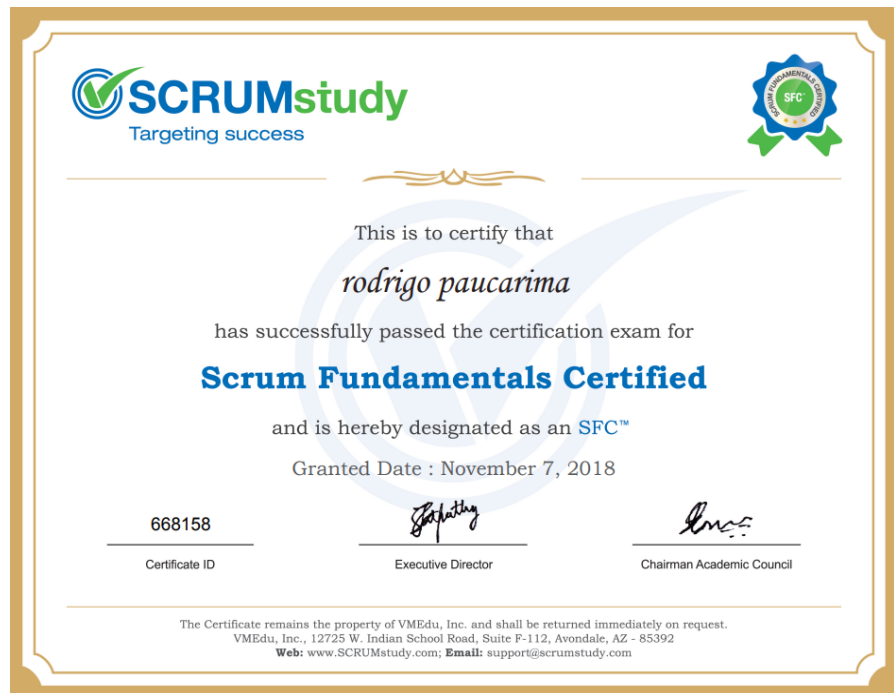 SCRUMstudy
Targeting success
SCRUM FUNDAMENTALS CERTIFIED
SFC™
This is to certify that
rodrigo paucarima
has successfully passed the certification exam for
Scrum Fundamentals Certified
and is hereby designated as an SFC™
Granted Date : November 7, 2018
668158
Certificate ID
Executive Director
Chairman Academic Council
The Certificate remains the property of VMEdu, Inc. and shall be returned immediately on request.
VMEdu, Inc., 12725 W. Indian School Road, Suite F-112, Avondale, AZ - 85392
Web: www.SCRUMstudy.com; Email: support@scrumstudy.com